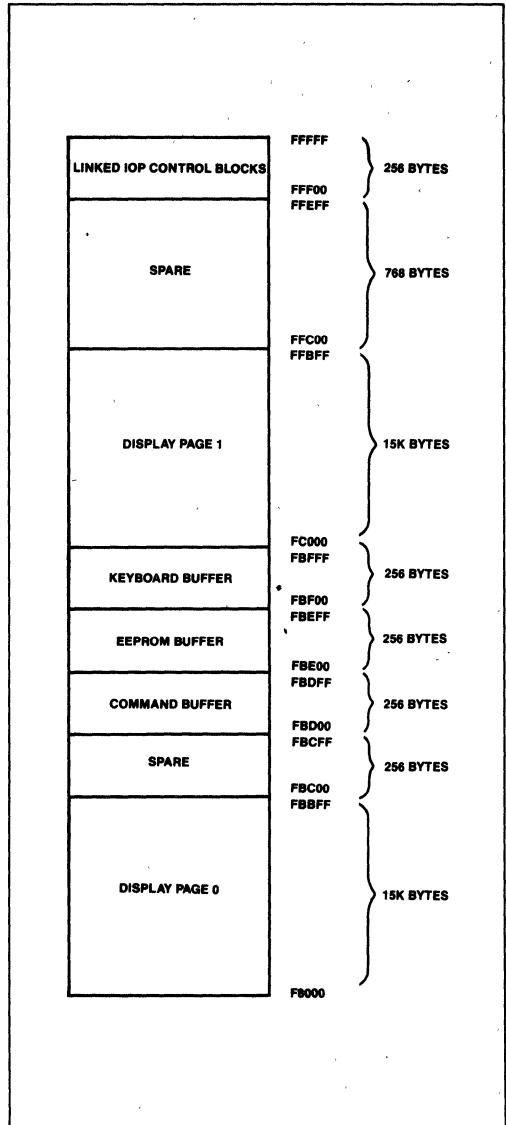 FFFFF
LINKED IOP CONTROL BLOCKS
256 BYTES
FFF00
FFEFF
SPARE
768 BYTES
FFC00
FFBFF
DISPLAY PAGE 1
15K BYTES
FC000
FBFFF
KEYBOARD BUFFER
256 BYTES
FBF00
FBEFF
EEPROM BUFFER
256 BYTES
FBE00
FBDFF
COMMAND BUFFER
256 BYTES
FBD00
FBCFF
SPARE
256 BYTES
FBC00
FBBFF
DISPLAY PAGE 0
15K BYTES
F8000